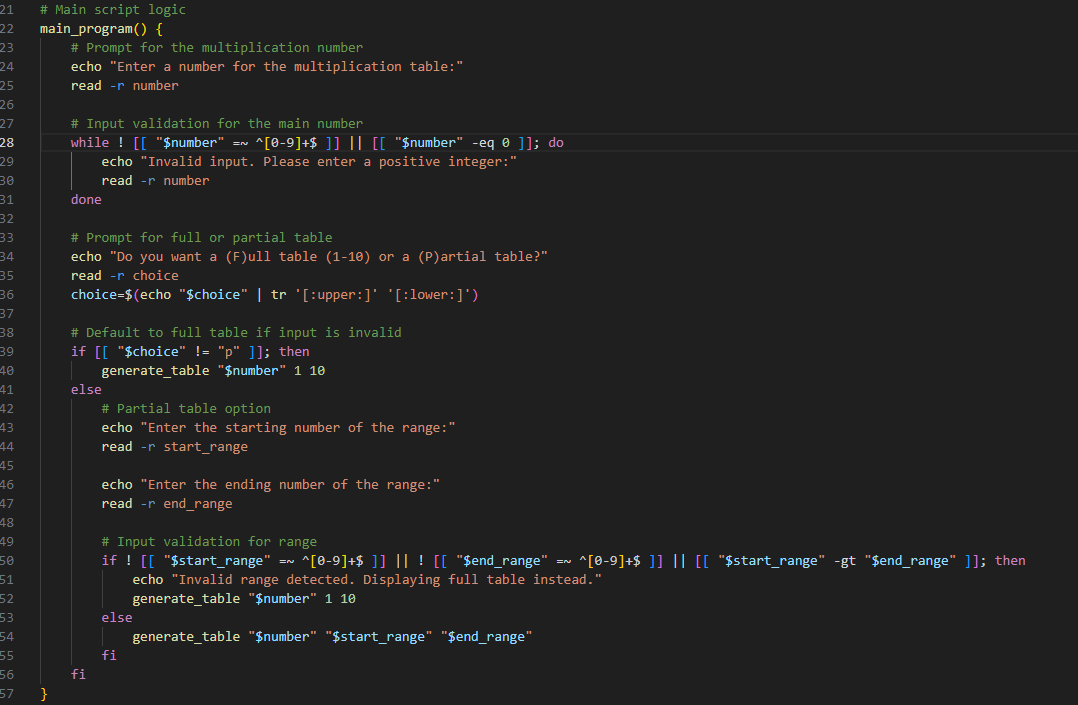 21 # Main script logic
22 main_program() {
23     # Prompt for the multiplication number
24     echo "Enter a number for the multiplication table:"
25     read -r number
26
27     # Input validation for the main number
28     while ! [[ "$number" =~ ^[0-9]+$ ]] || [[ "$number" -eq 0 ]]; do
29         echo "Invalid input. Please enter a positive integer:"
30         read -r number
31     done
32
33     # Prompt for full or partial table
34     echo "Do you want a (F)ull table (1-10) or a (P)artial table?"
35     read -r choice
36     choice=$(echo "$choice" | tr '[:upper:]' '[:lower:]')
37
38     # Default to full table if input is invalid
39     if [[ "$choice" != "p" ]]; then
40         generate_table "$number" 1 10
41     else
42         # Partial table option
43         echo "Enter the starting number of the range:"
44         read -r start_range
45
46         echo "Enter the ending number of the range:"
47         read -r end_range
48
49         # Input validation for range
50         if ! [[ "$start_range" =~ ^[0-9]+$ ]] || ! [[ "$end_range" =~ ^[0-9]+$ ]] || [[ "$start_range" -gt "$end_range" ]]; then
51             echo "Invalid range detected. Displaying full table instead."
52             generate_table "$number" 1 10
53         else
54             generate_table "$number" "$start_range" "$end_range"
55         fi
56     fi
57 }